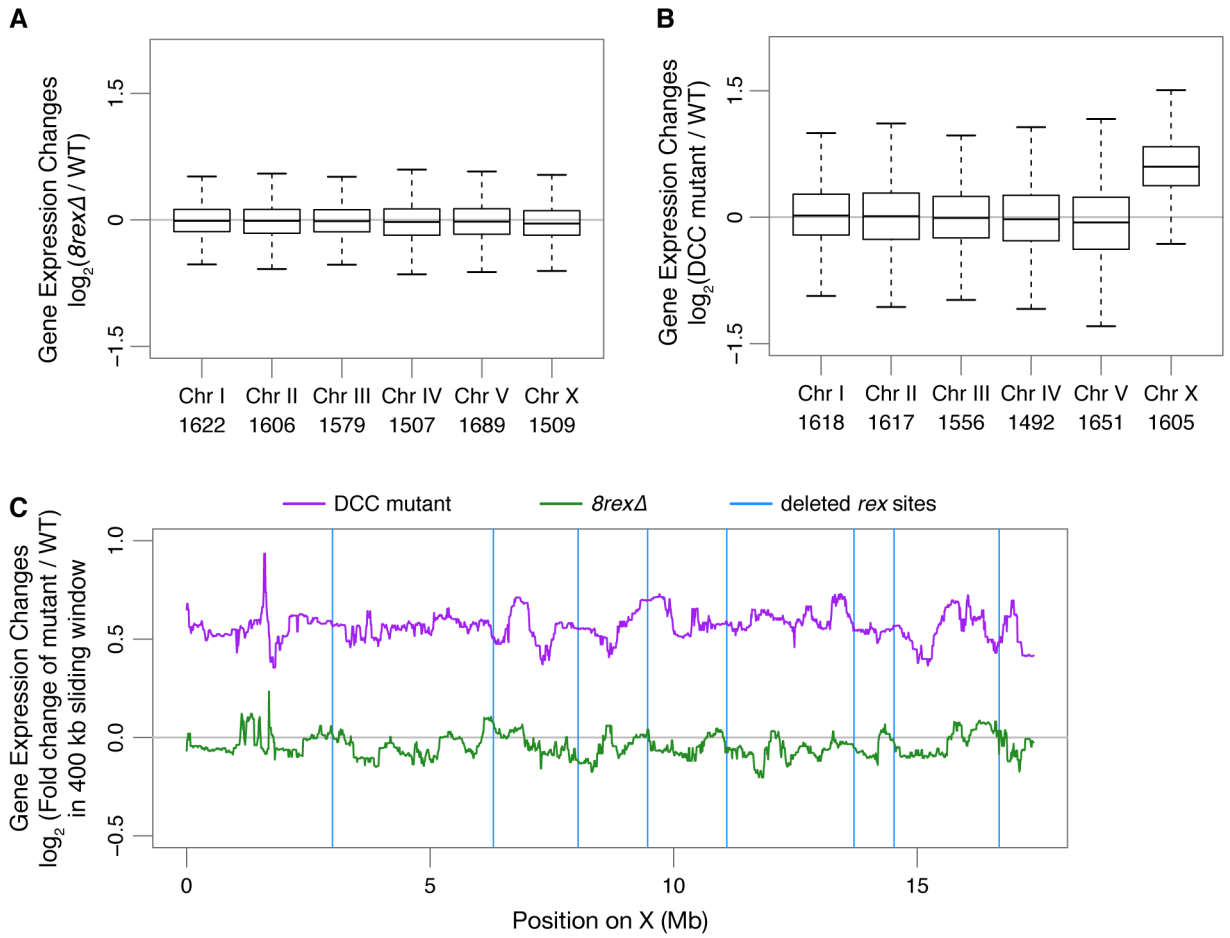 A
Gene Expression Changes
log₂(8rexΔ / WT)
1.5
0
−1.5
Chr I Chr II Chr III Chr IV Chr V Chr X
1622 1606 1579 1507 1689 1509
B
Gene Expression Changes
log₂(DCC mutant / WT)
1.5
0
−1.5
Chr I Chr II Chr III Chr IV Chr V Chr X
1618 1617 1556 1492 1651 1605
C
DCC mutant 8rexΔ deleted rex sites
Gene Expression Changes
log₂ (Fold change of mutant / WT)
in 400 kb sliding window
1.0
0.5
0.0
−0.5
0 5 10 15
Position on X (Mb)